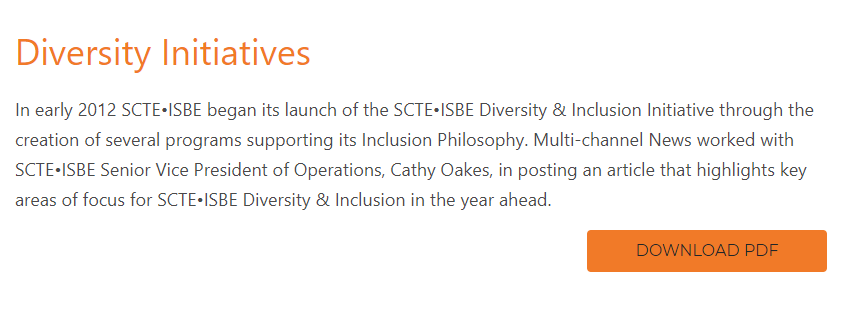 Diversity Initiatives
In early 2012 SCTE•ISBE began its launch of the SCTE•ISBE Diversity & Inclusion Initiative through the
creation of several programs supporting its Inclusion Philosophy. Multi-channel News worked with
SCTE•ISBE Senior Vice President of Operations, Cathy Oakes, in posting an article that highlights key
areas of focus for SCTE•ISBE Diversity & Inclusion in the year ahead.
DOWNLOAD PDF